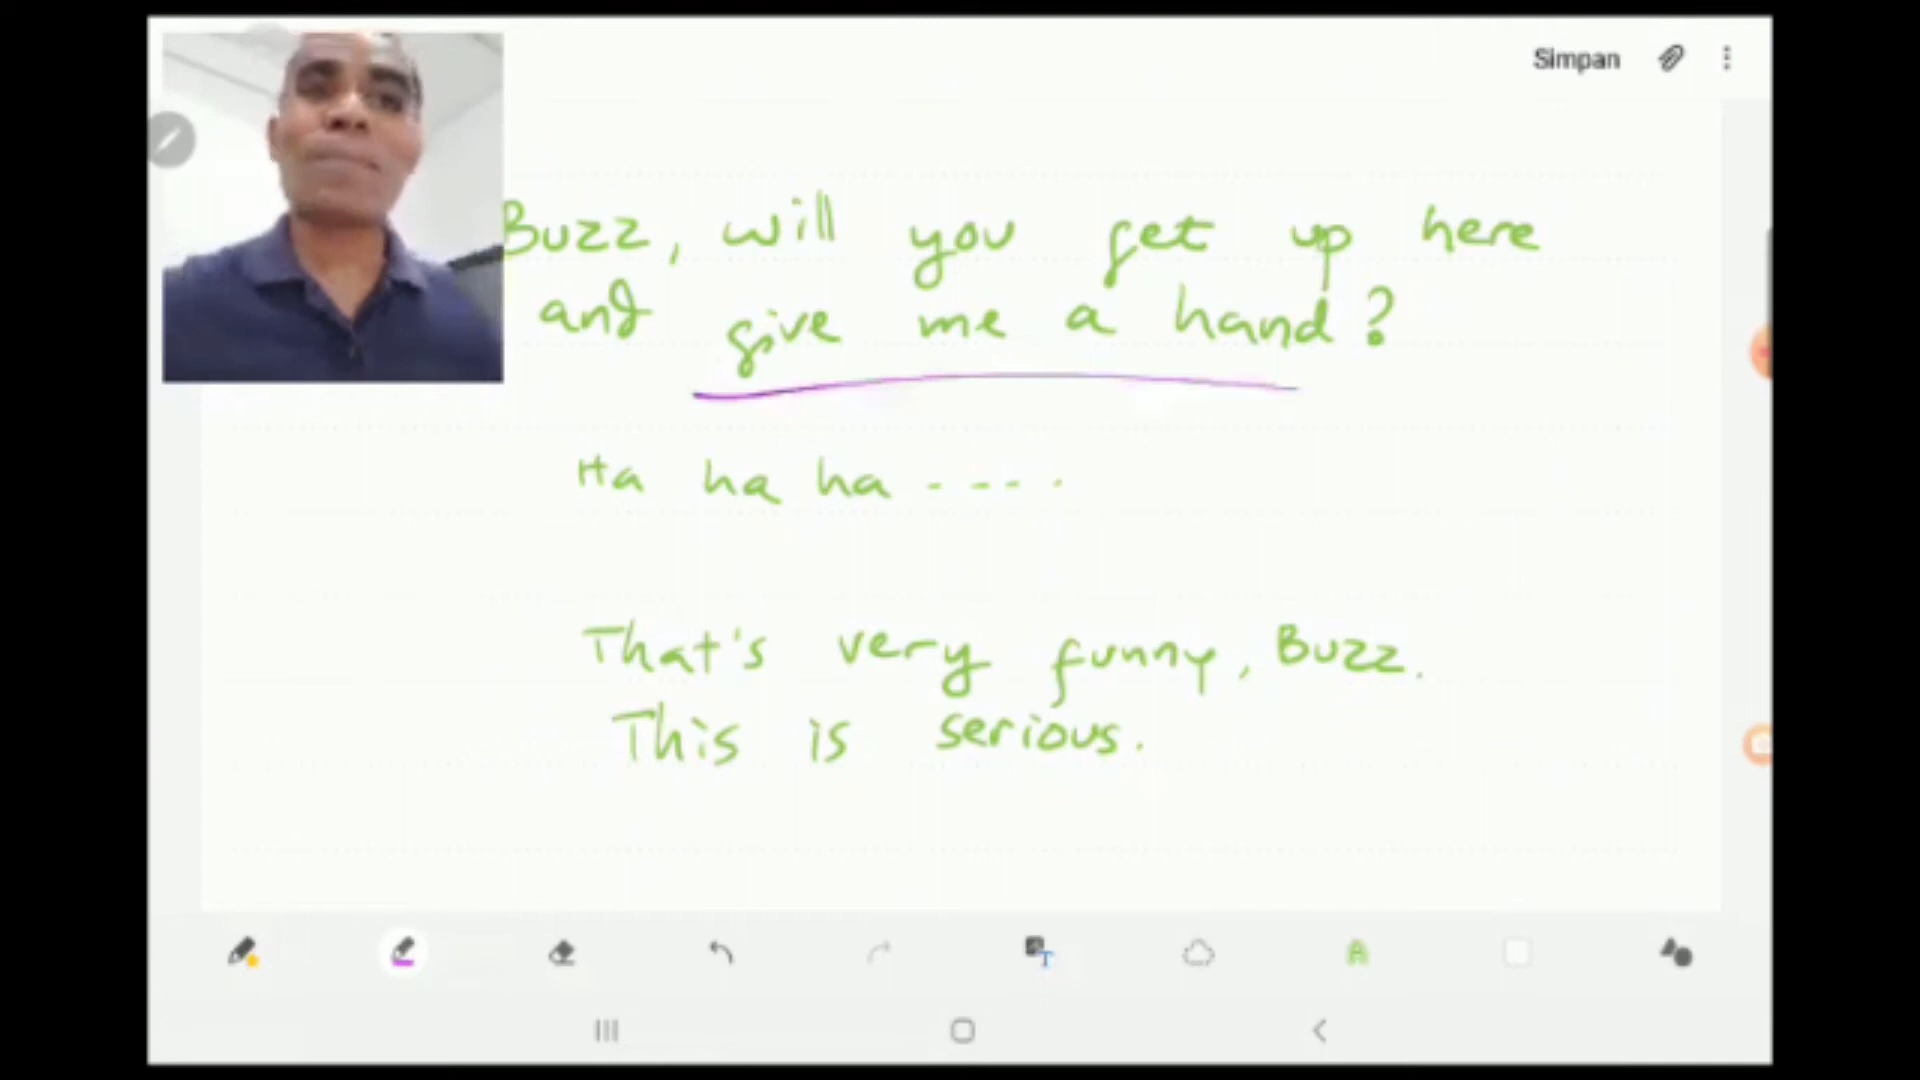 Simpan
Buzz, will you get up here
and give me a hand?
Ha ha ha - - - .
That's very funny, Buzz.
This is serious.